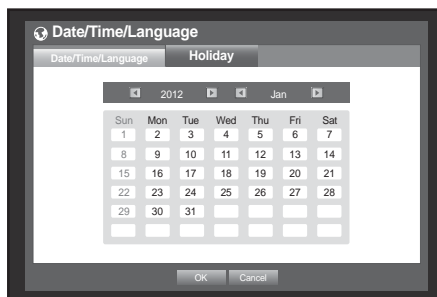 Date/Time/Language
Date/Time/Language Holiday
2012 Jan
Sun Mon Tue Wed Thu Fri Sat
1 2 3 4 5 6 7
8 9 10 11 12 13 14
15 16 17 18 19 20 21
22 23 24 25 26 27 28
29 30 31
OK Cancel